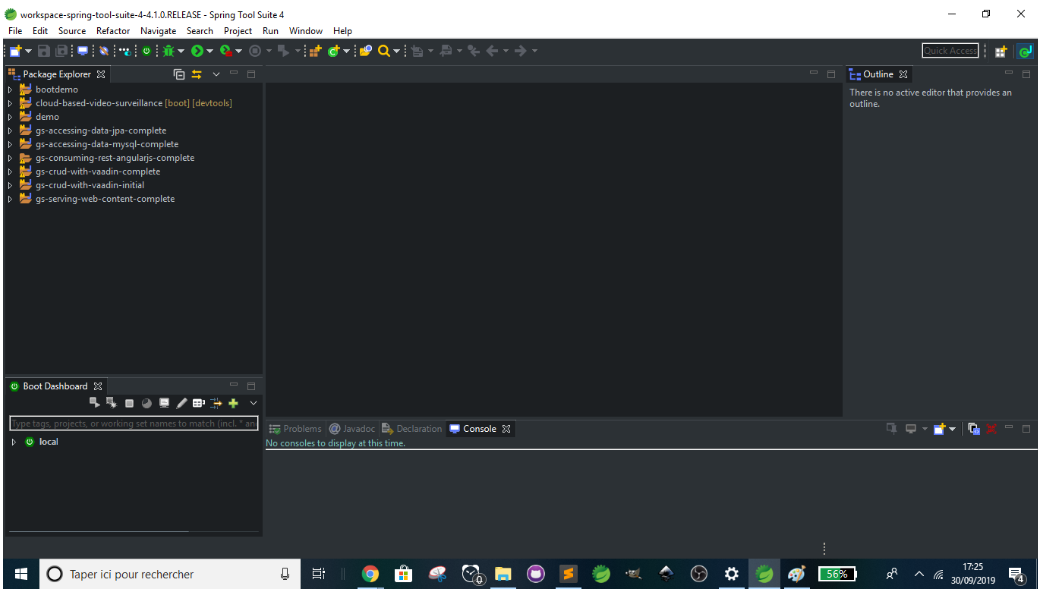 workspace-spring-tool-suite-4-4.1.0.RELEASE - Spring Tool Suite 4
File Edit Source Refactor Navigate Search Project Run Window Help
Quick Access
Package Explorer
bootdemo
cloud-based-video-surveillance [boot] [devtools]
demo
gs-accessing-data-jpa-complete
gs-accessing-data-mysql-complete
gs-consuming-rest-angularjs-complete
gs-crud-with-vaadin-complete
gs-crud-with-vaadin-initial
gs-serving-web-content-complete
Outline
There is no active editor that provides an
outline.
Boot Dashboard
Type tags, projects, or working set names to match (incl. * and
local
Problems Javadoc Declaration Console
No consoles to display at this time.
Taper ici pour rechercher
56%
17:25
30/09/2019
4